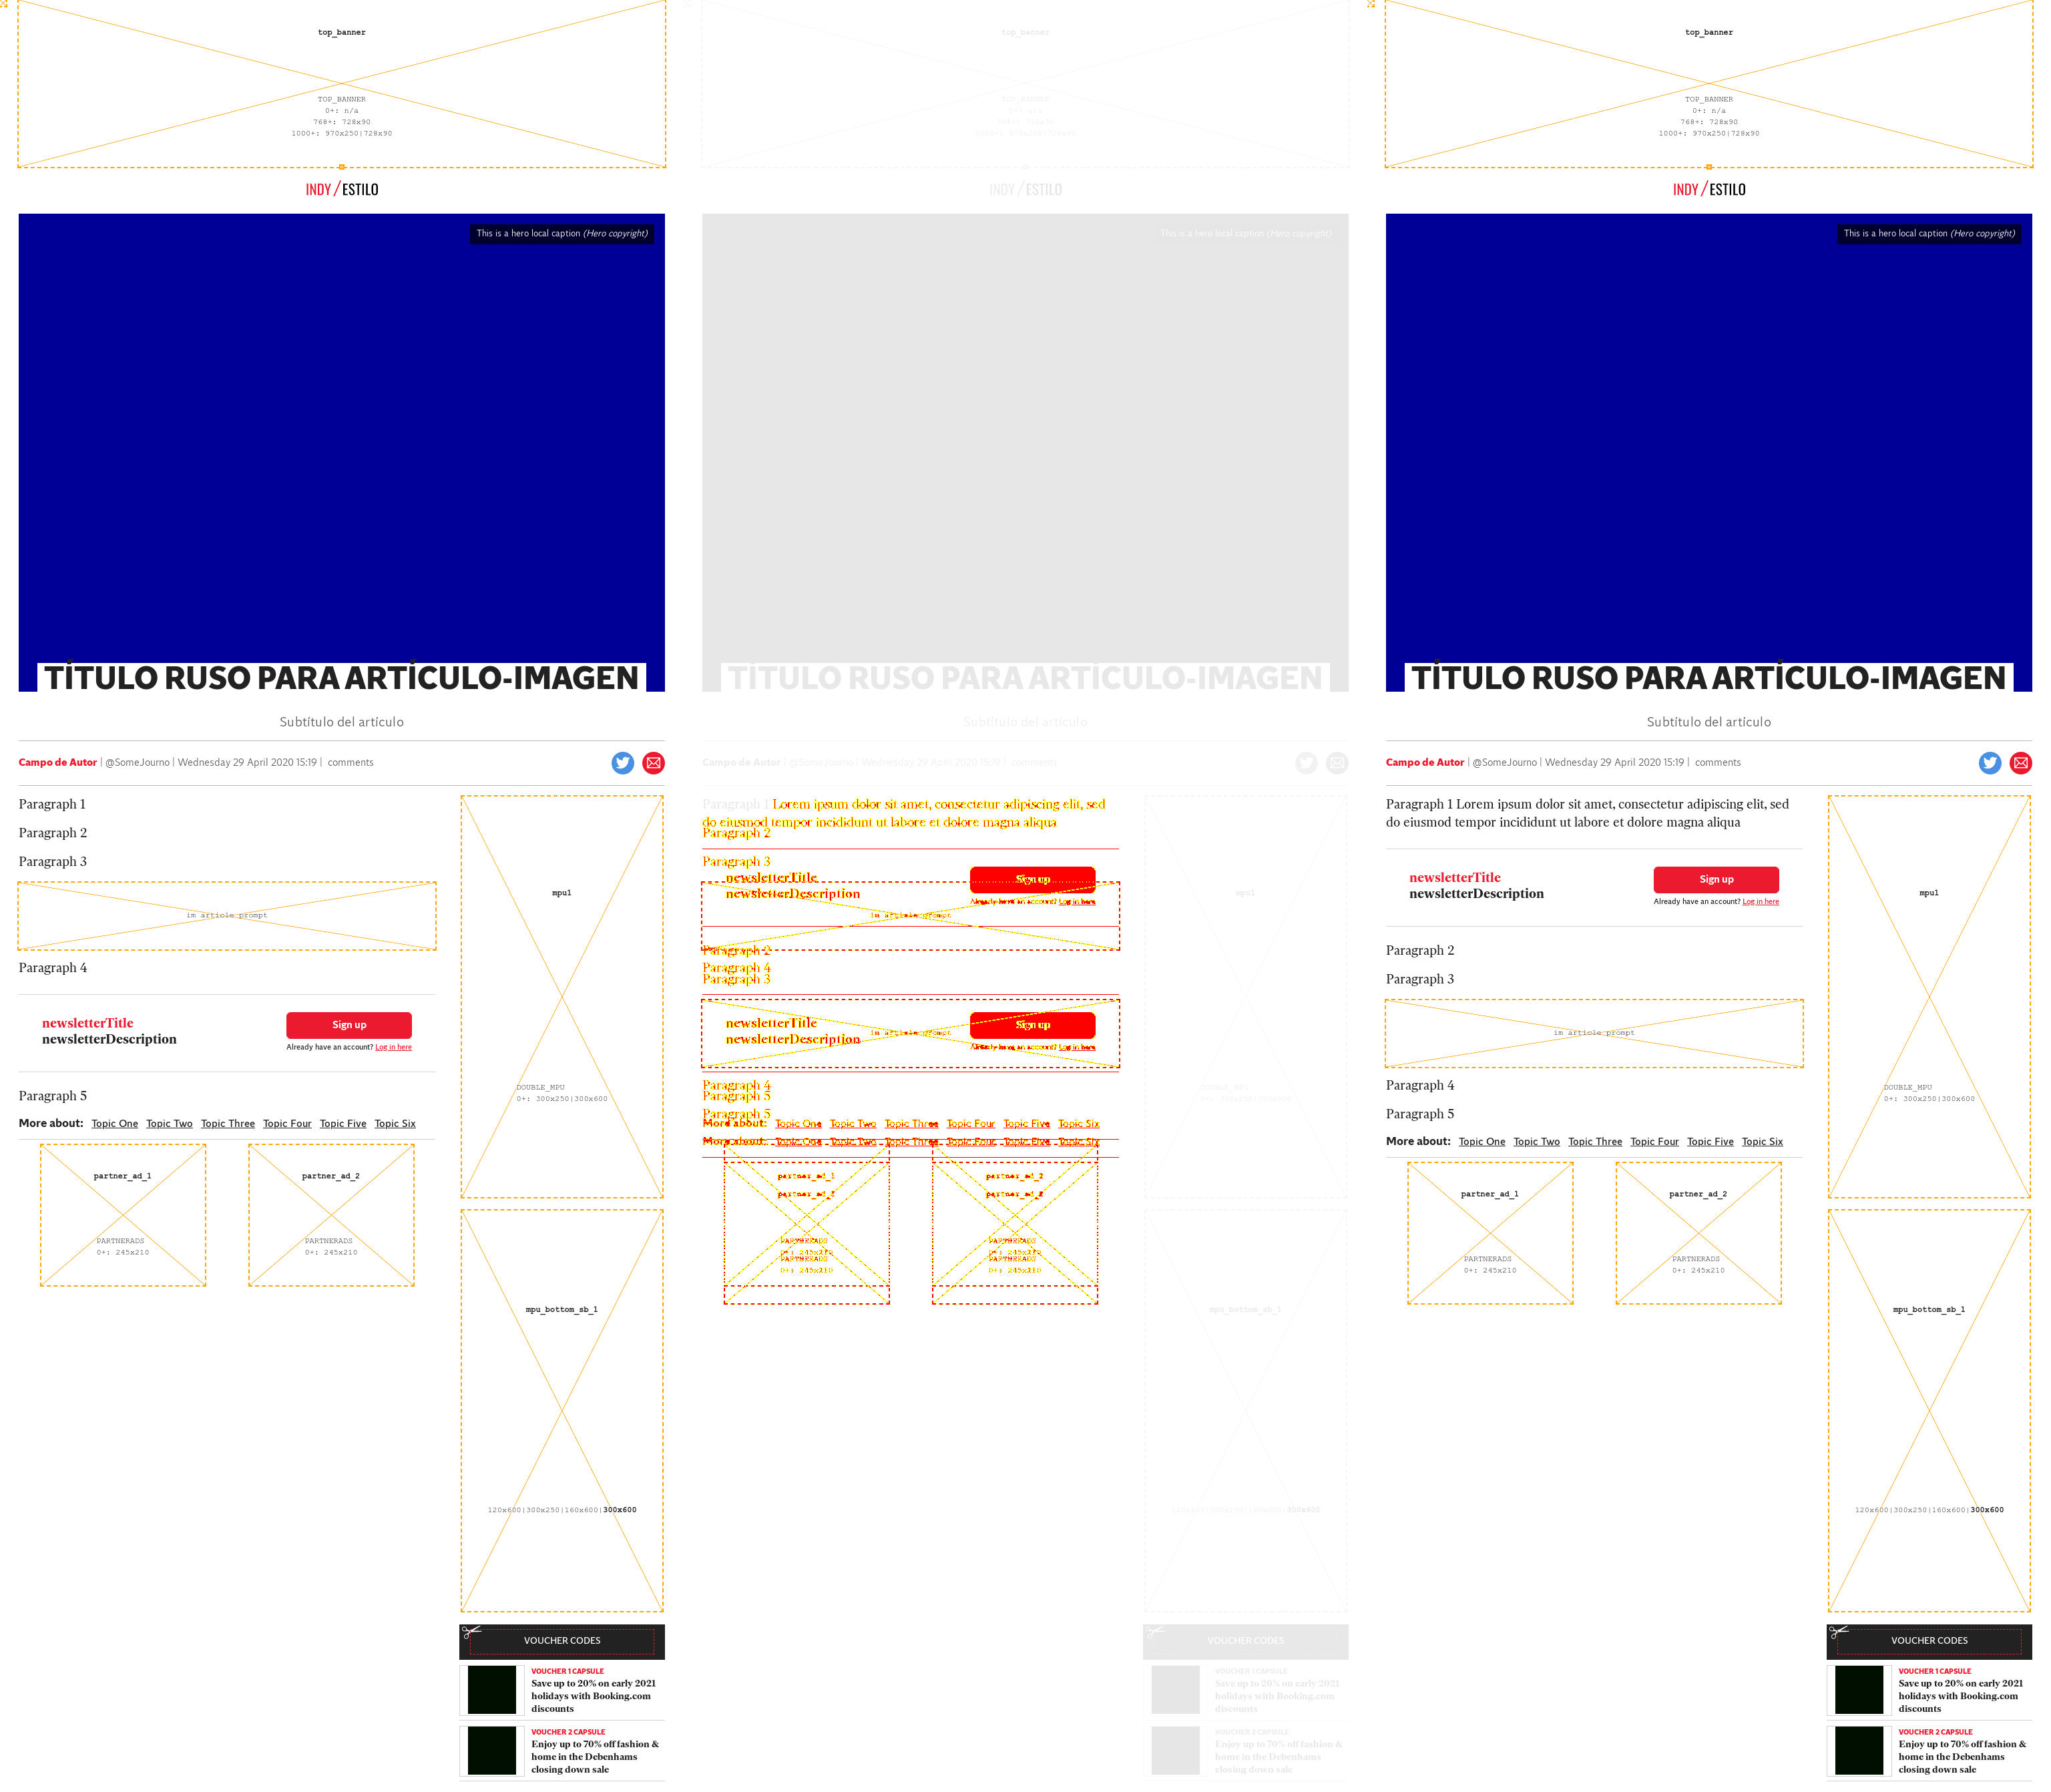 top_banner
TOP_BANNER
0+: n/a
768+: 728x90
1000+: 970x250|728x90
INDY/ESTILO
This is a hero local caption (Hero copyright)
TÍTULO RUSO PARA ARTÍCULO-IMAGEN
Subtítulo del artículo
Campo de Autor | @SomeJourno | Wednesday 29 April 2020 15:19 | comments
Paragraph 1
Paragraph 2
Paragraph 3
im article prompt
Paragraph 4
newsletterTitle
newsletterDescription
Sign up
Already have an account? Log in here
Paragraph 5
More about: Topic One Topic Two Topic Three Topic Four Topic Five Topic Six
partner_ad_1
PARTNERADS
0+: 245x210
partner_ad_2
PARTNERADS
0+: 245x210
mpu1
DOUBLE_MPU
0+: 300x250|300x600
mpu_bottom_sb_1
120x600|300x250|160x600|300x600
VOUCHER CODES
VOUCHER 1 CAPSULE
Save up to 20% on early 2021
holidays with Booking.com
discounts
VOUCHER 2 CAPSULE
Enjoy up to 70% off fashion &
home in the Debenhams
closing down sale
top_banner
TOP_BANNER
0+: n/a
768+: 728x90
1000+: 970x250|728x90
INDY/ESTILO
This is a hero local caption (Hero copyright)
TÍTULO RUSO PARA ARTÍCULO-IMAGEN
Subtítulo del artículo
Campo de Autor | @SomeJourno | Wednesday 29 April 2020 15:19 | comments
Paragraph 1 Lorem ipsum dolor sit amet, consectetur adipiscing elit, sed
do eiusmod tempor incididunt ut labore et dolore magna aliqua
Paragraph 2
Paragraph 3
newsletterTitle
newsletterDescription
Sign up
Already have an account? Log in here
im article prompt
Paragraph 2
Paragraph 4
Paragraph 3
newsletterTitle
newsletterDescription
im article prompt
Sign up
Already have an account? Log in here
Paragraph 4
Paragraph 5
Paragraph 5
More about: Topic One Topic Two Topic Three Topic Four Topic Five Topic Six
More about: Topic One Topic Two Topic Three Topic Four Topic Five Topic Six
partner_ad_1
partner_ad_2
PARTNERADS
0+: 245x210
PARTNERADS
0+: 245x210
mpu1
DOUBLE_MPU
0+: 300x250|300x600
mpu_bottom_sb_1
120x600|300x250|160x600|300x600
VOUCHER CODES
VOUCHER 1 CAPSULE
Save up to 20% on early 2021
holidays with Booking.com
discounts
VOUCHER 2 CAPSULE
Enjoy up to 70% off fashion &
home in the Debenhams
closing down sale
top_banner
TOP_BANNER
0+: n/a
768+: 728x90
1000+: 970x250|728x90
INDY/ESTILO
This is a hero local caption (Hero copyright)
TÍTULO RUSO PARA ARTÍCULO-IMAGEN
Subtítulo del artículo
Campo de Autor | @SomeJourno | Wednesday 29 April 2020 15:19 | comments
Paragraph 1 Lorem ipsum dolor sit amet, consectetur adipiscing elit, sed
do eiusmod tempor incididunt ut labore et dolore magna aliqua
newsletterTitle
newsletterDescription
Sign up
Already have an account? Log in here
Paragraph 2
Paragraph 3
im article prompt
Paragraph 4
Paragraph 5
More about: Topic One Topic Two Topic Three Topic Four Topic Five Topic Six
partner_ad_1
PARTNERADS
0+: 245x210
partner_ad_2
PARTNERADS
0+: 245x210
mpu1
DOUBLE_MPU
0+: 300x250|300x600
mpu_bottom_sb_1
120x600|300x250|160x600|300x600
VOUCHER CODES
VOUCHER 1 CAPSULE
Save up to 20% on early 2021
holidays with Booking.com
discounts
VOUCHER 2 CAPSULE
Enjoy up to 70% off fashion &
home in the Debenhams
closing down sale